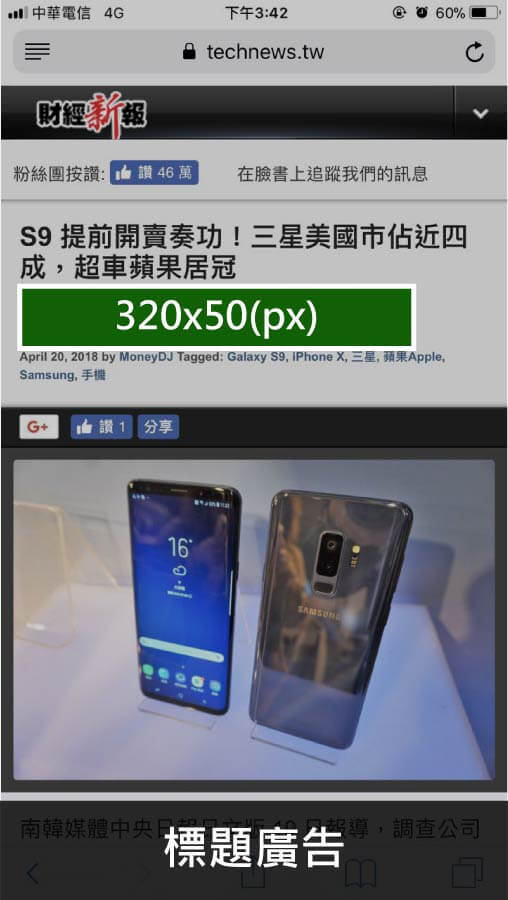 中華電信 4G 下午3:42 60%
technews.tw
財經新報
粉絲團按讚: 讚 46 萬 在臉書上追蹤我們的訊息
S9 提前開賣奏功！三星美國市佔近四
成，超車蘋果居冠
320x50(px)
April 20, 2018 by MoneyDJ Tagged: Galaxy S9, iPhone X, 三星, 蘋果Apple,
Samsung, 手機
G+ 讚 1 分享
16°
SAMSUNG
南韓媒體中央日報日文版 19 日報導，調查公司
標題廣告